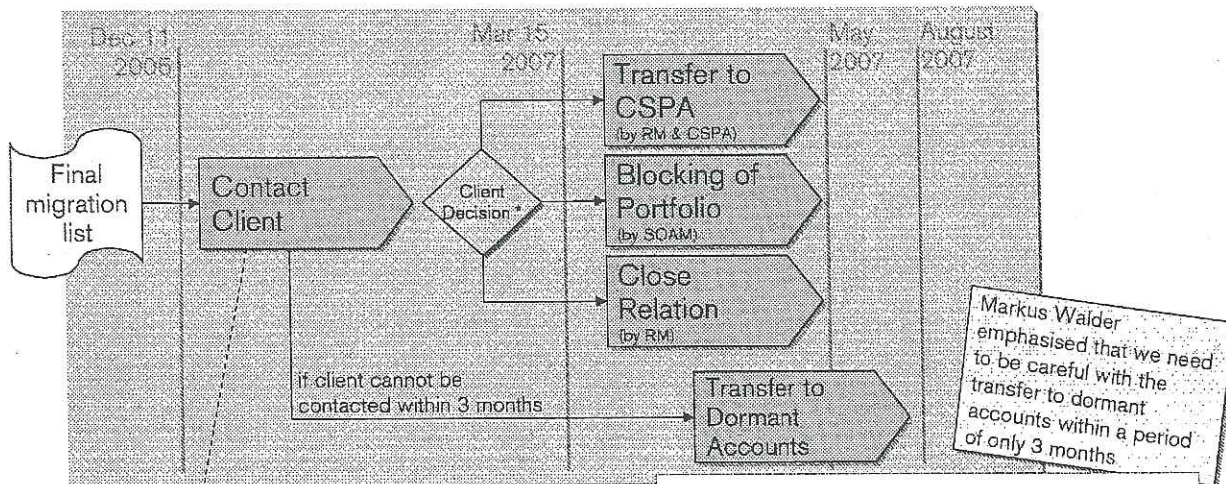 Dec 11
2006
Mar 15
2007
May
2007
August
2007
Final
migration
list
Contact
Client
Client
Decision *
Transfer to
CSPA
(by RM & CSPA)
Blocking of
Portfolio
(by SOAM)
Close
Relation
(by RM)
if client cannot be
contacted within 3 months
Transfer to
Dormant
Accounts
Markus Walder
emphasised that we need
to be careful with the
transfer to dormant
accounts within a period
of only 3 months